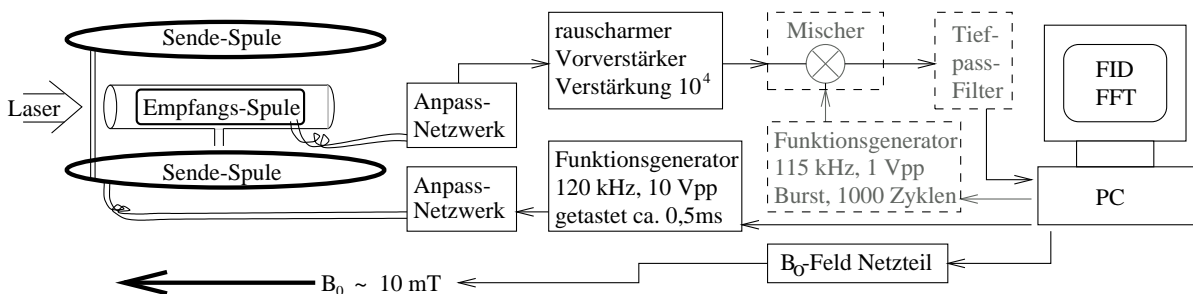 Sende-Spule
Laser
Empfangs-Spule
Sende-Spule
Anpass-
Netzwerk
Anpass-
Netzwerk
rauscharmer
Vorverstärker
Verstärkung 10⁴
Funktionsgenerator
120 kHz, 10 Vpp
getastet ca. 0,5ms
Mischer
Funktionsgenerator
115 kHz, 1 Vpp
Burst, 1000 Zyklen
Tief-
pass-
Filter
FID
FFT
PC
B₀-Feld Netzteil
B₀ ~ 10 mT